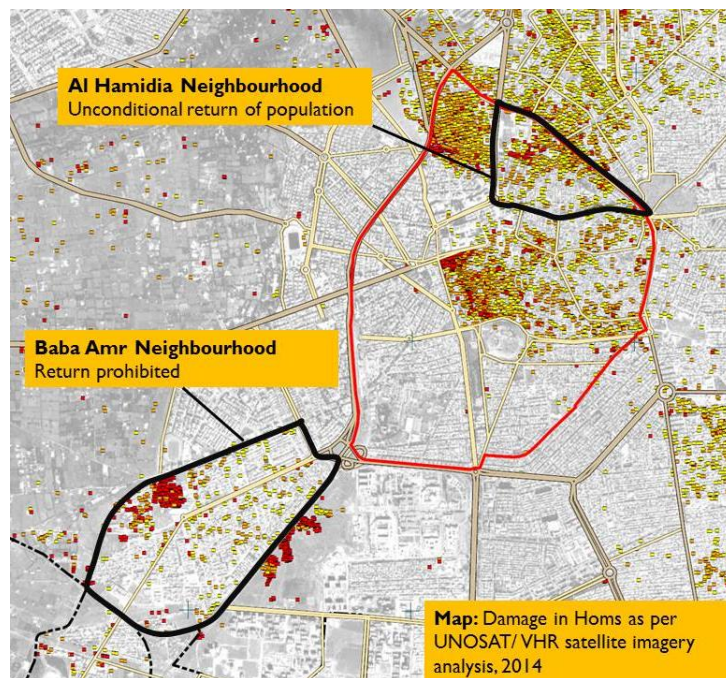 Al Hamidia Neighbourhood
Unconditional return of population
Baba Amr Neighbourhood
Return prohibited
Map: Damage in Homs as per
UNOSAT/ VHR satellite imagery
analysis, 2014